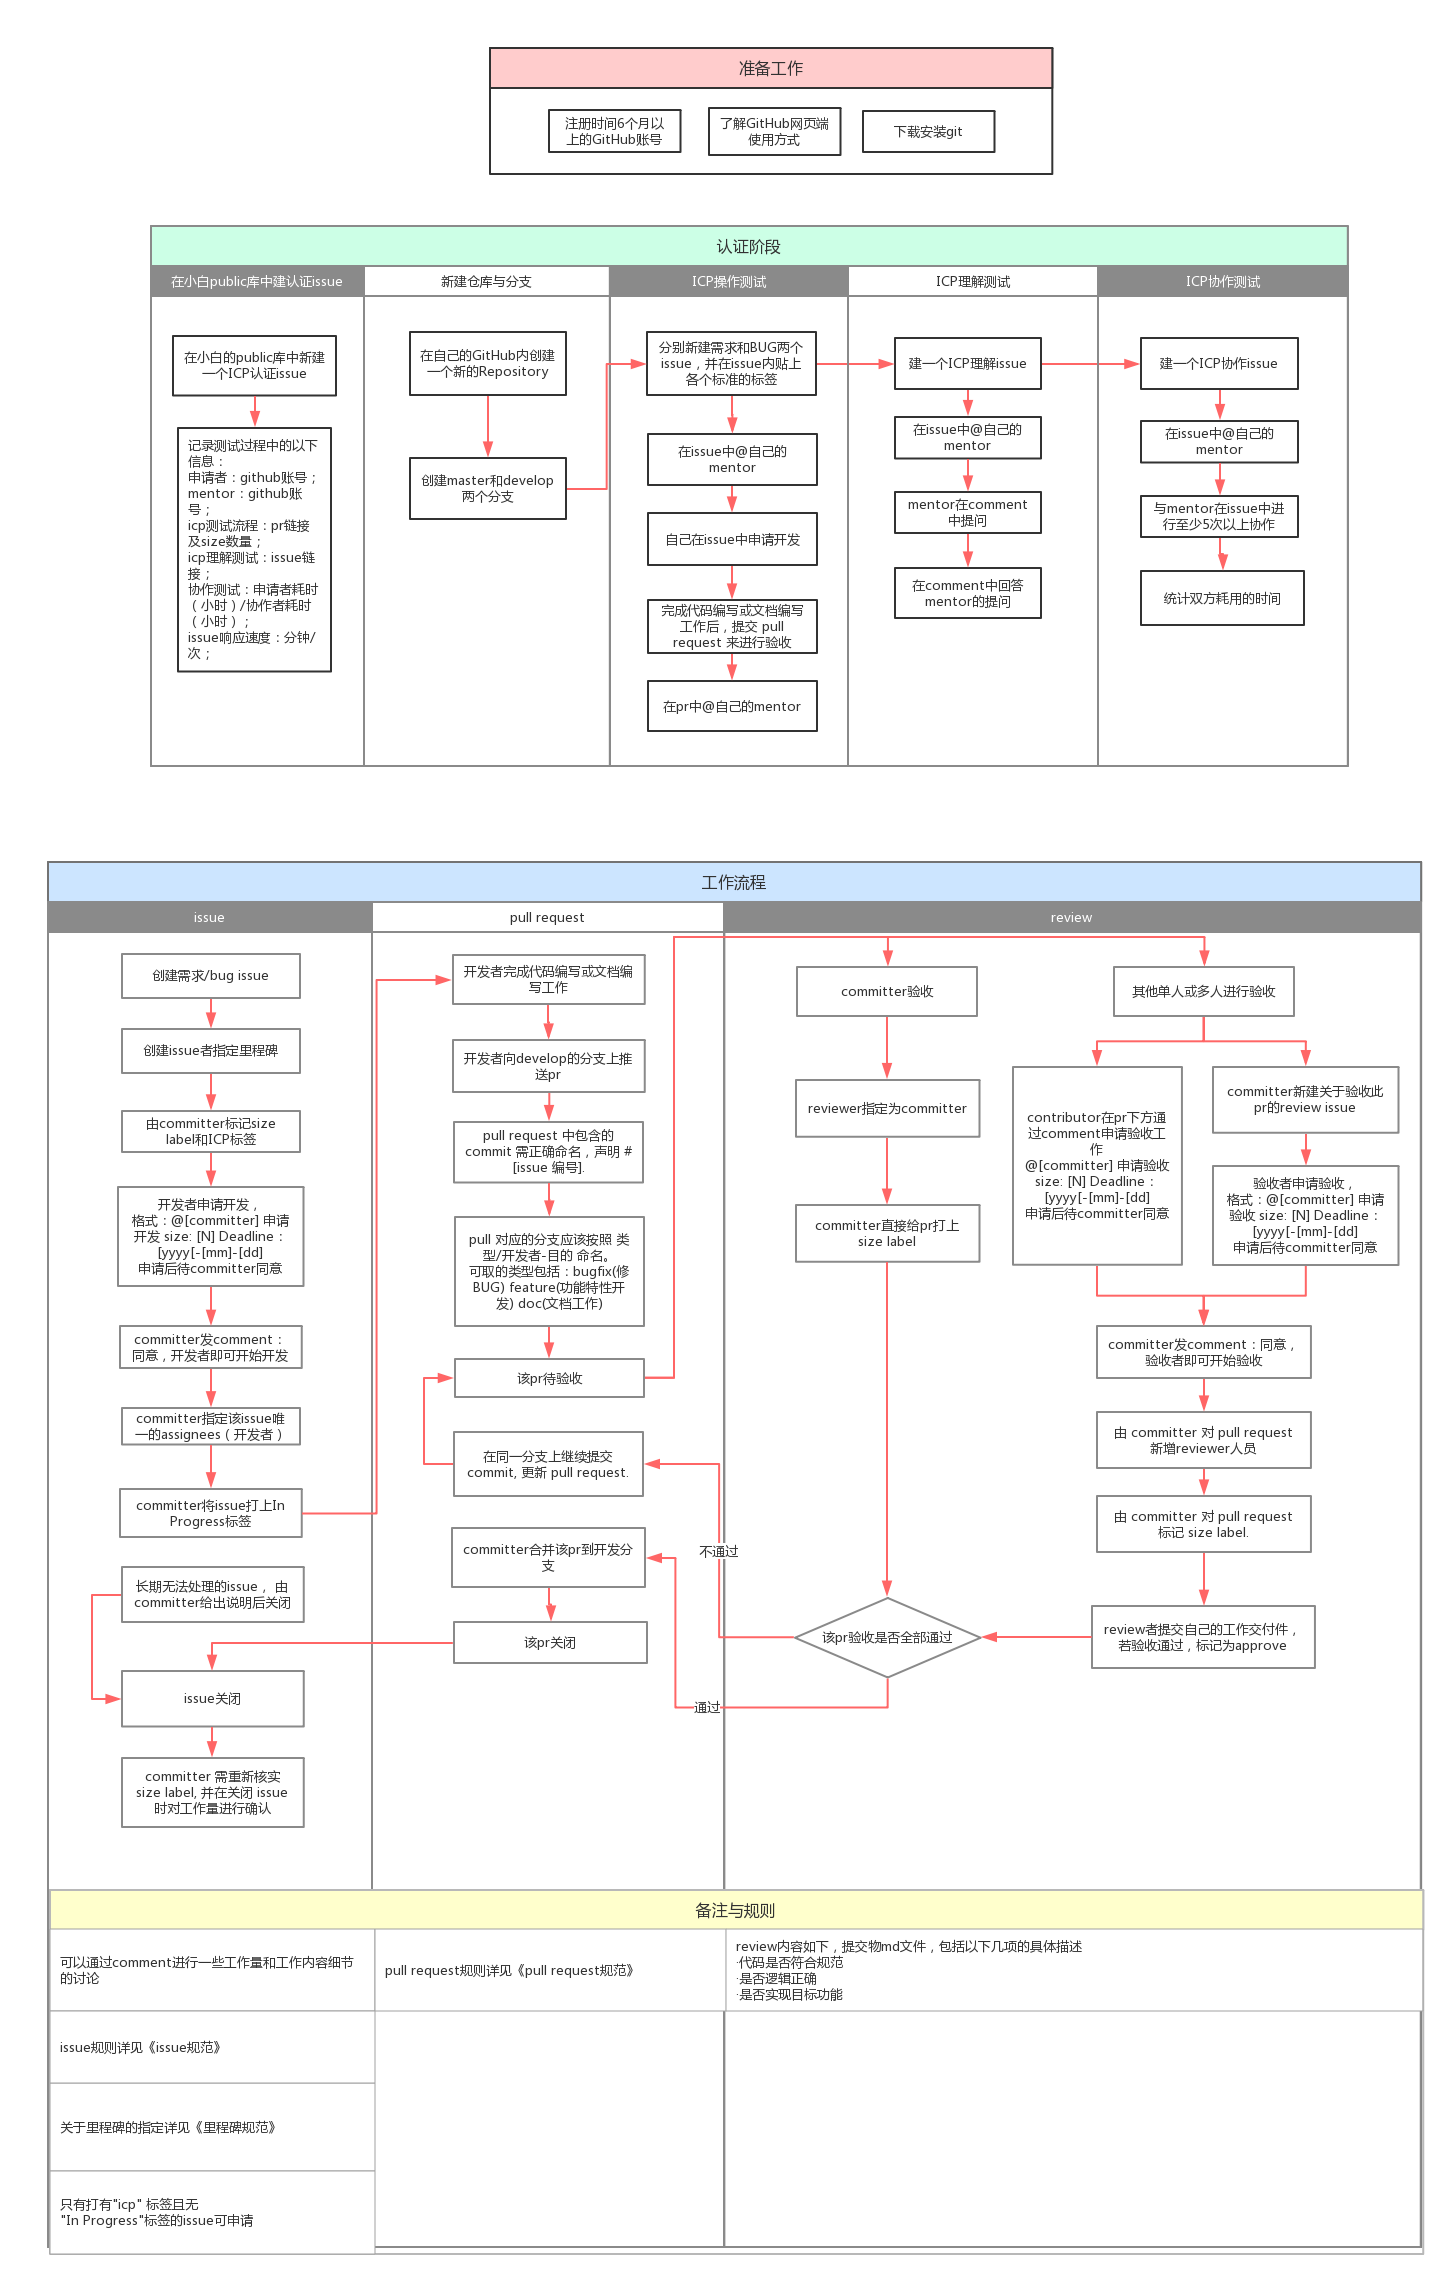 准备工作
注册时间6个月以
上的GitHub账号
了解GitHub网页端
使用方式
下载安装git
认证阶段
在小白public库中建认证issue
新建仓库与分支
ICP操作测试
ICP理解测试
ICP协作测试
在小白的public库中新建
一个ICP认证issue
记录测试过程中的以下
信息：
申请者：github账号；
mentor：github账
号；
icp测试流程：pr链接
及size数量；
icp理解测试：issue链
接；
协作测试：申请者耗时
（小时）/协作者耗时
（小时）；
issue响应速度：分钟/
次；
在自己的GitHub内创建
一个新的Repository
创建master和develop
两个分支
分别新建需求和BUG两个
issue，并在issue内贴上
各个标准的标签
在issue中@自己的
mentor
自己在issue中申请开发
完成代码编写或文档编写
工作后，提交 pull
request 来进行验收
在pr中@自己的mentor
建一个ICP理解issue
在issue中@自己的
mentor
mentor在comment
中提问
在comment中回答
mentor的提问
建一个ICP协作issue
在issue中@自己的
mentor
与mentor在issue中进
行至少5次以上协作
统计双方耗用的时间
工作流程
issue
pull request
review
创建需求/bug issue
创建issue者指定里程碑
由committer标记size
label和ICP标签
开发者申请开发，
格式：@[committer] 申请
开发 size: [N] Deadline：
[yyyy[-[mm]-[dd]
申请后待committer同意
committer发comment：
同意，开发者即可开始开发
committer指定该issue唯
一的assignees（开发者）
committer将issue打上In
Progress标签
长期无法处理的issue， 由
committer给出说明后关闭
issue关闭
committer 需重新核实
size label, 并在关闭 issue
时对工作量进行确认
开发者完成代码编写或文档编
写工作
开发者向develop的分支上推
送pr
pull request 中包含的
commit 需正确命名，声明 #
[issue 编号].
pull 对应的分支应该按照 类
型/开发者-目的 命名。
可取的类型包括：bugfix(修
BUG) feature(功能特性开
发) doc(文档工作)
该pr待验收
在同一分支上继续提交
commit, 更新 pull request.
committer合并该pr到开发分
支
该pr关闭
committer验收
reviewer指定为committer
committer直接给pr打上
size label
不通过
该pr验收是否全部通过
通过
其他单人或多人进行验收
contributor在pr下方通
过comment申请验收工
作
@[committer] 申请验收
size: [N] Deadline：
[yyyy[-[mm]-[dd]
申请后待committer同意
committer新建关于验收此
pr的review issue
验收者申请验收，
格式：@[committer] 申请
验收 size: [N] Deadline：
[yyyy[-[mm]-[dd]
申请后待committer同意
committer发comment：同意，
验收者即可开始验收
由 committer 对 pull request
新增reviewer人员
由 committer 对 pull request
标记 size label.
review者提交自己的工作交付件，
若验收通过，标记为approve
备注与规则
可以通过comment进行一些工作量和工作内容细节
的讨论
pull request规则详见《pull request规范》
review内容如下，提交物md文件，包括以下几项的具体描述
·代码是否符合规范
·是否逻辑正确
·是否实现目标功能
issue规则详见《issue规范》
关于里程碑的指定详见《里程碑规范》
只有打有"icp" 标签且无
"In Progress"标签的issue可申请